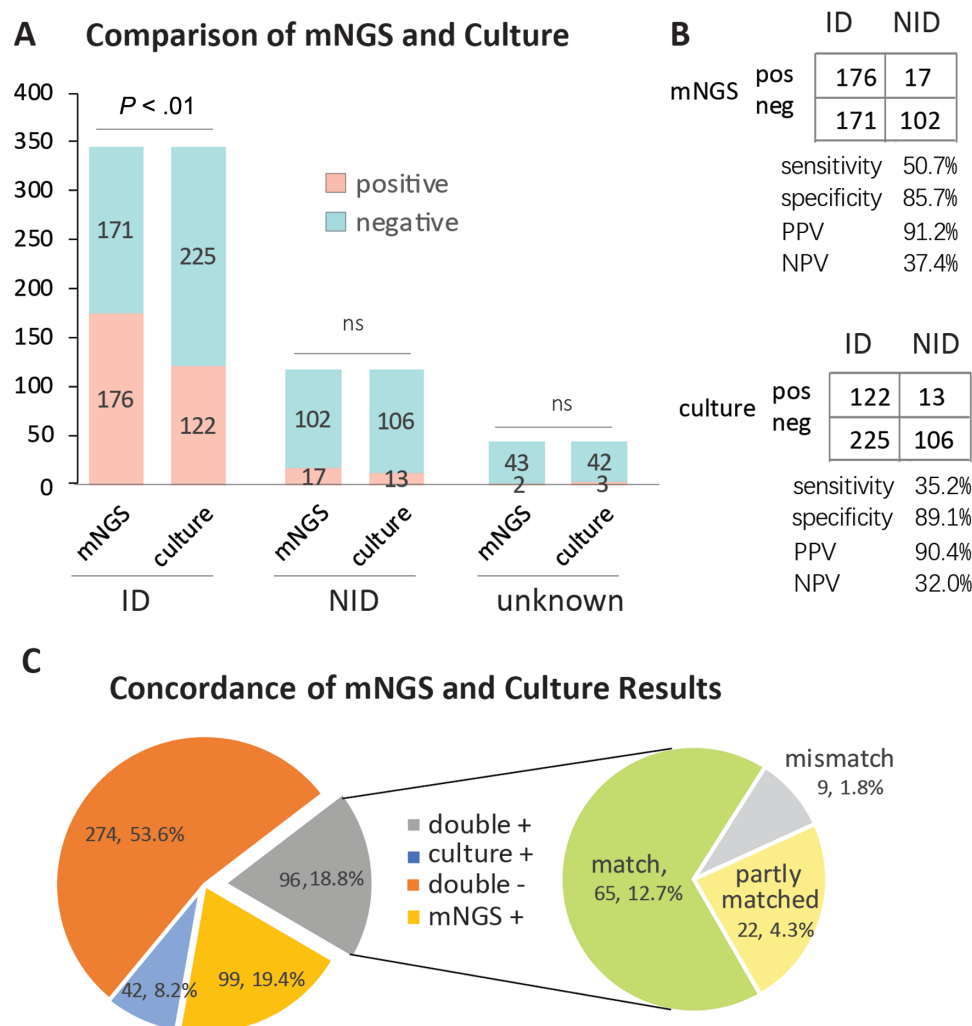 A Comparison of mNGS and Culture
400
350
300
250
200
150
100
50
0
P < .01
171
176
225
122
ns
102
17
106
13
ns
43
2
42
3
positive
negative
mNGS culture mNGS culture mNGS culture
ID NID unknown
B
ID NID
mNGS pos 176 17
neg 171 102
sensitivity 50.7%
specificity 85.7%
PPV 91.2%
NPV 37.4%
ID NID
culture pos 122 13
neg 225 106
sensitivity 35.2%
specificity 89.1%
PPV 90.4%
NPV 32.0%
C
Concordance of mNGS and Culture Results
274, 53.6%
96, 18.8%
42, 8.2%
99, 19.4%
double +
culture +
double -
mNGS +
match,
65, 12.7%
mismatch
9, 1.8%
partly
matched
22, 4.3%